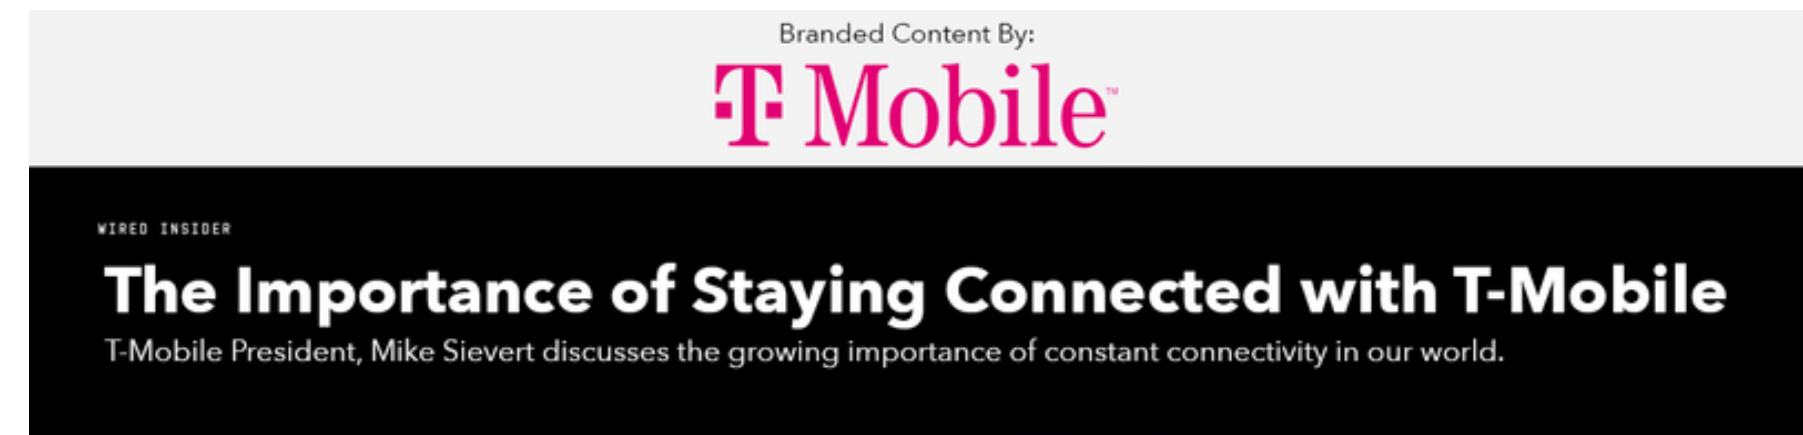 Branded Content By:
T Mobile™
WIRED INSIDER
The Importance of Staying Connected with T-Mobile
T-Mobile President, Mike Sievert discusses the growing importance of constant connectivity in our world.